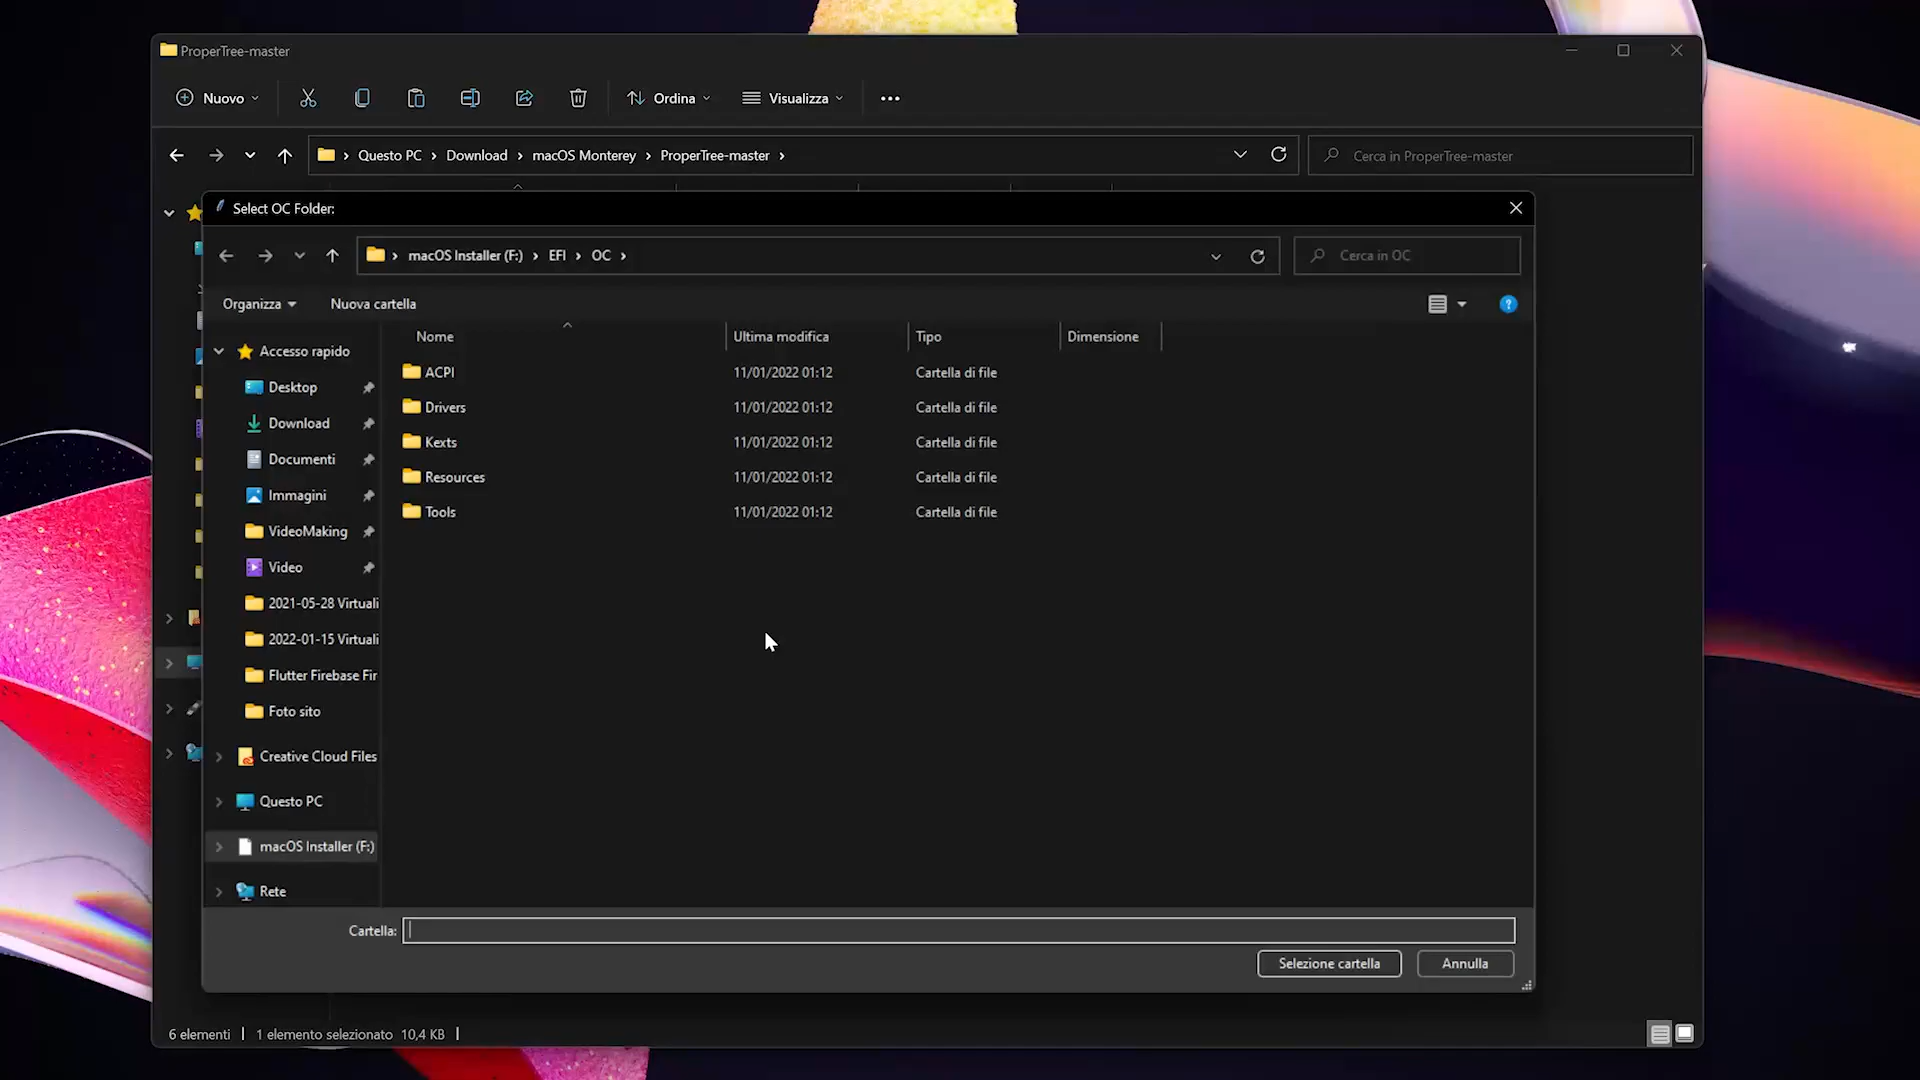 ProperTree-master
Nuovo
Ordina
Visualizza
Questo PC > Download > macOS Monterey > ProperTree-master >
Cerca in ProperTree-master
Select OC Folder:
macOS Installer (F:) > EFI > OC >
Cerca in OC
Organizza
Nuova cartella
Nome
Ultima modifica
Tipo
Dimensione
Accesso rapido
Desktop
Download
Documenti
Immagini
VideoMaking
Video
2021-05-28 Virtuali
2022-01-15 Virtuali
Flutter Firebase Fir
Foto sito
Creative Cloud Files
Questo PC
macOS Installer (F:)
Rete
ACPI 11/01/2022 01:12 Cartella di file
Drivers 11/01/2022 01:12 Cartella di file
Kexts 11/01/2022 01:12 Cartella di file
Resources 11/01/2022 01:12 Cartella di file
Tools 11/01/2022 01:12 Cartella di file
Cartella:
Selezione cartella
Annulla
6 elementi | 1 elemento selezionato 10,4 KB |